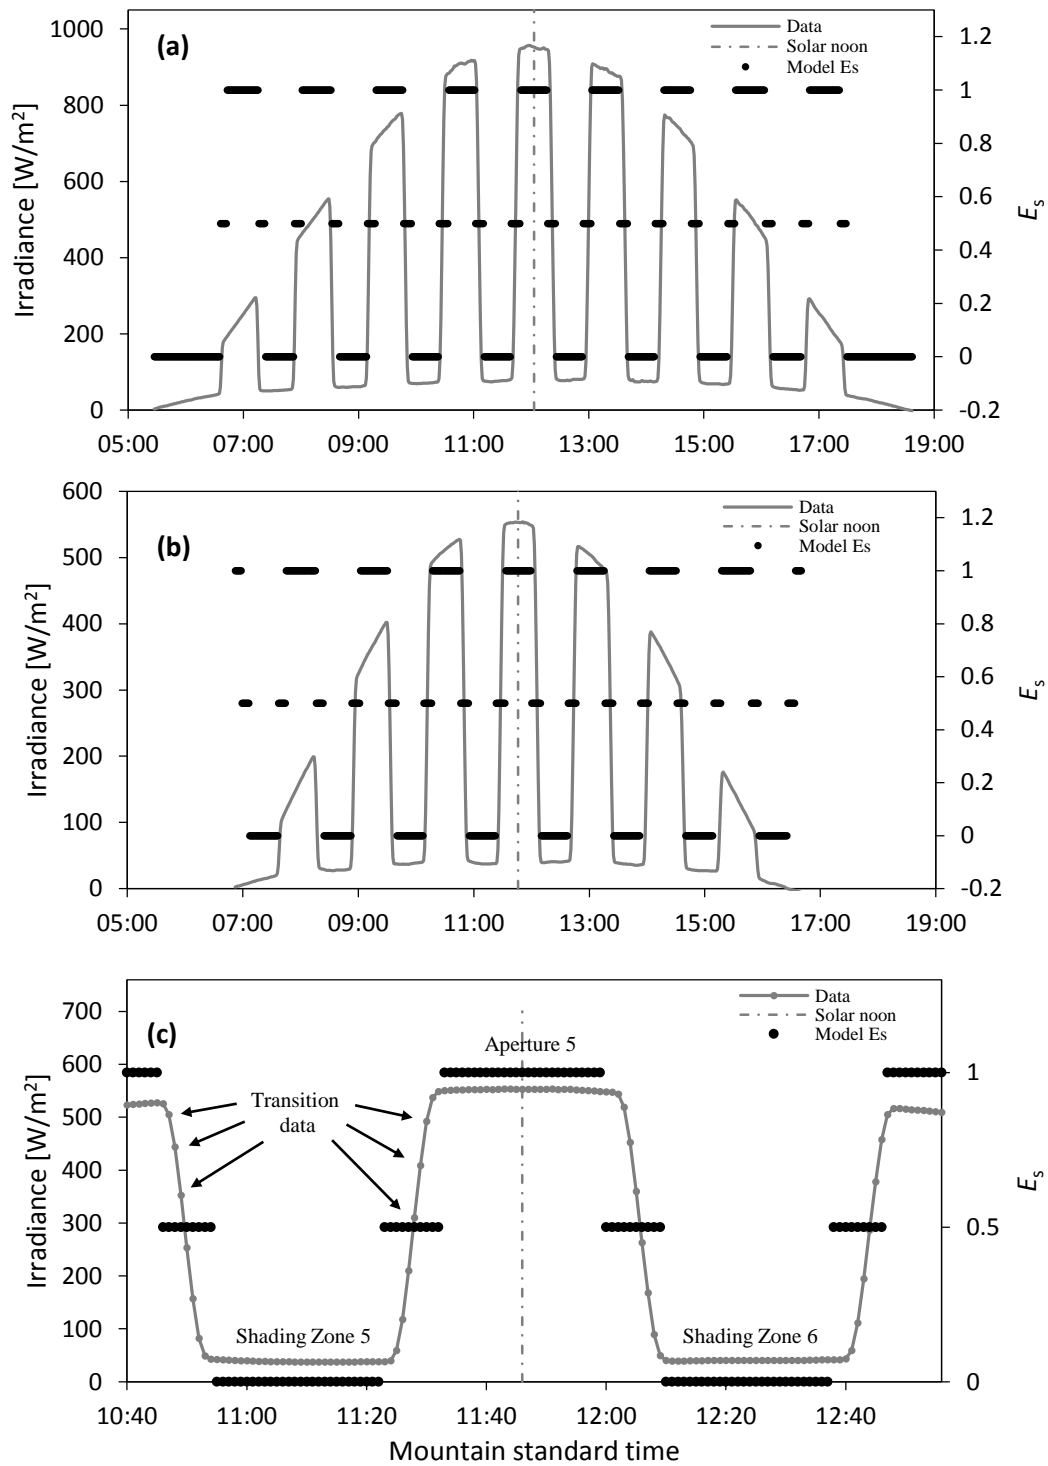 (a)
Data
Solar noon
Model Es
Irradiance [W/m²]
1000
800
600
400
200
0
1.2
1
0.8
0.6
0.4
0.2
0
-0.2
Es
05:00 07:00 09:00 11:00 13:00 15:00 17:00 19:00
(b)
Data
Solar noon
Model Es
Irradiance [W/m²]
600
500
400
300
200
100
0
1.2
1
0.8
0.6
0.4
0.2
0
-0.2
Es
05:00 07:00 09:00 11:00 13:00 15:00 17:00 19:00
(c)
Data
Solar noon
Model Es
Aperture 5
Transition
data
Shading Zone 5
Shading Zone 6
Irradiance [W/m²]
700
600
500
400
300
200
100
0
1
0.5
0
Es
10:40 11:00 11:20 11:40 12:00 12:20 12:40
Mountain standard time